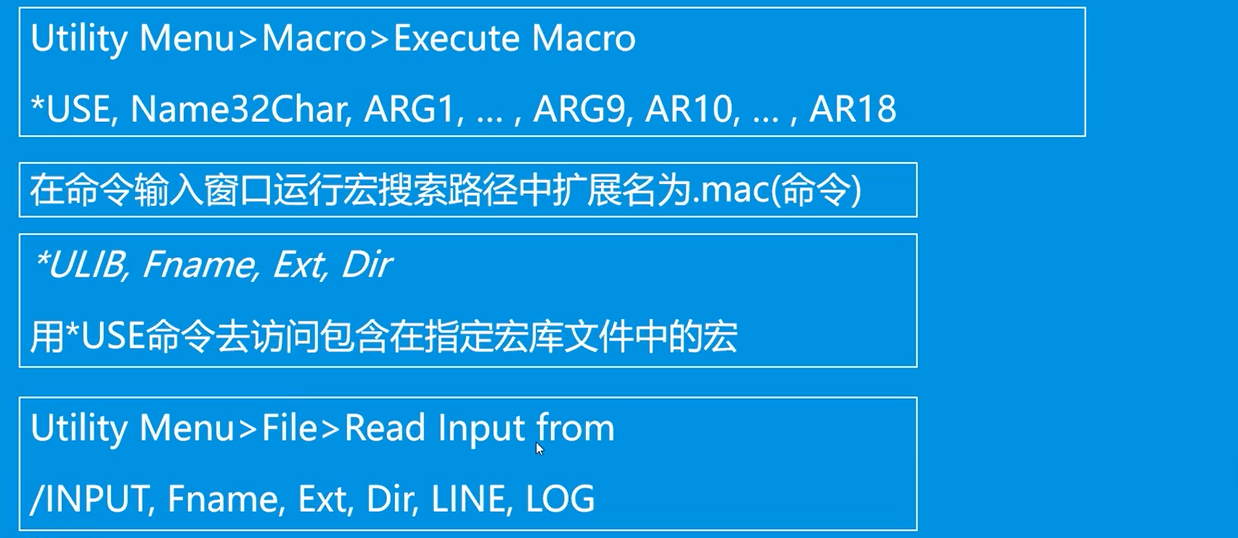 Utility Menu>Macro>Execute Macro
*USE, Name32Char, ARG1, ... , ARG9, AR10, ... , AR18
在命令输入窗口运行宏搜索路径中扩展名为.mac(命令)
*ULIB, Fname, Ext, Dir
用*USE命令去访问包含在指定宏库文件中的宏
Utility Menu>File>Read Input from
/INPUT, Fname, Ext, Dir, LINE, LOG